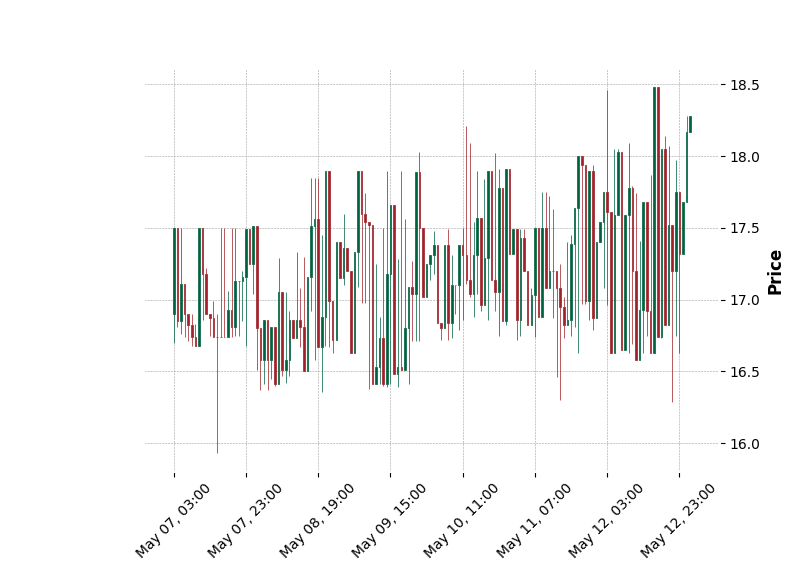 18.5
18.0
17.5
17.0
16.5
16.0
Price
May 07, 03:00
May 07, 23:00
May 08, 19:00
May 09, 15:00
May 10, 11:00
May 11, 07:00
May 12, 03:00
May 12, 23:00